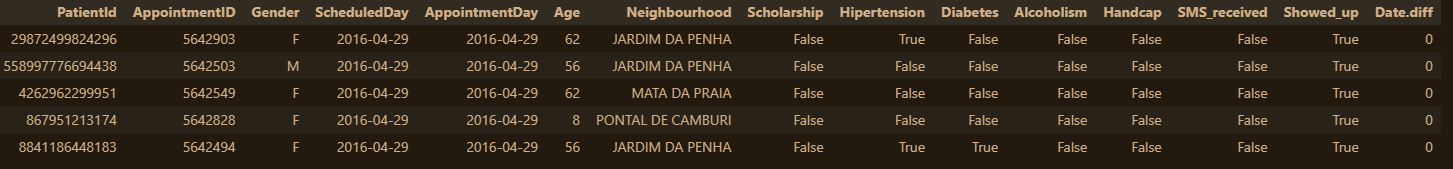 PatientId AppointmentID Gender ScheduledDay AppointmentDay Age Neighbourhood Scholarship Hipertension Diabetes Alcoholism Handcap SMS_received Showed_up Date.diff
29872499824296 5642903 F 2016-04-29 2016-04-29 62 JARDIM DA PENHA False True False False False False True 0
558997776694438 5642503 M 2016-04-29 2016-04-29 56 JARDIM DA PENHA False False False False False False True 0
4262962299951 5642549 F 2016-04-29 2016-04-29 62 MATA DA PRAIA False False False False False False True 0
867951213174 5642828 F 2016-04-29 2016-04-29 8 PONTAL DE CAMBURI False False False False False False True 0
8841186448183 5642494 F 2016-04-29 2016-04-29 56 JARDIM DA PENHA False True True False False False True 0